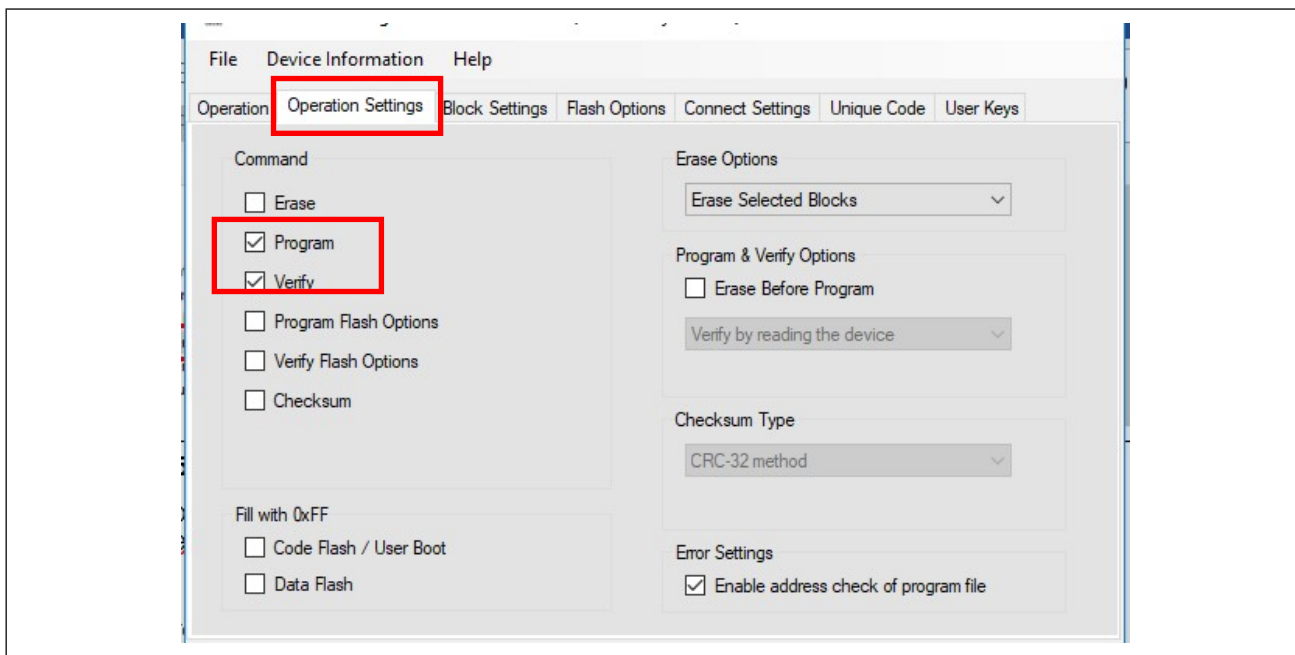 File Device Information Help
Operation Operation Settings Block Settings Flash Options Connect Settings Unique Code User Keys
Command
Erase
Program
Verify
Program Flash Options
Verify Flash Options
Checksum
Fill with 0xFF
Code Flash / User Boot
Data Flash
Erase Options
Erase Selected Blocks
Program & Verify Options
Erase Before Program
Verify by reading the device
Checksum Type
CRC-32 method
Error Settings
Enable address check of program file